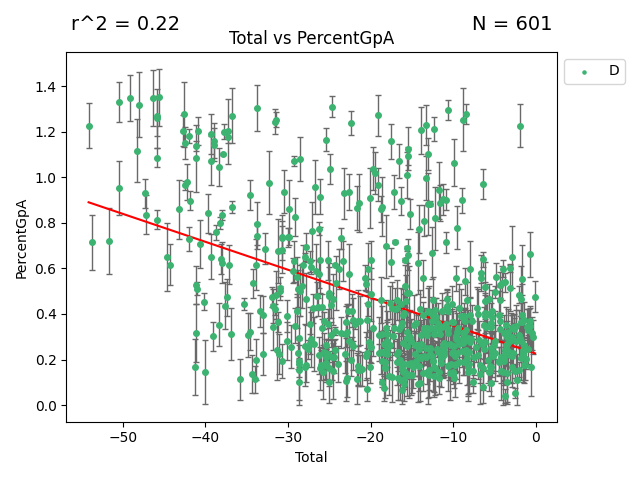 r^2 = 0.22
N = 601
Total vs PercentGpA
D
PercentGpA
1.4
1.2
1.0
0.8
0.6
0.4
0.2
0.0
−50
−40
−30
−20
−10
0
Total